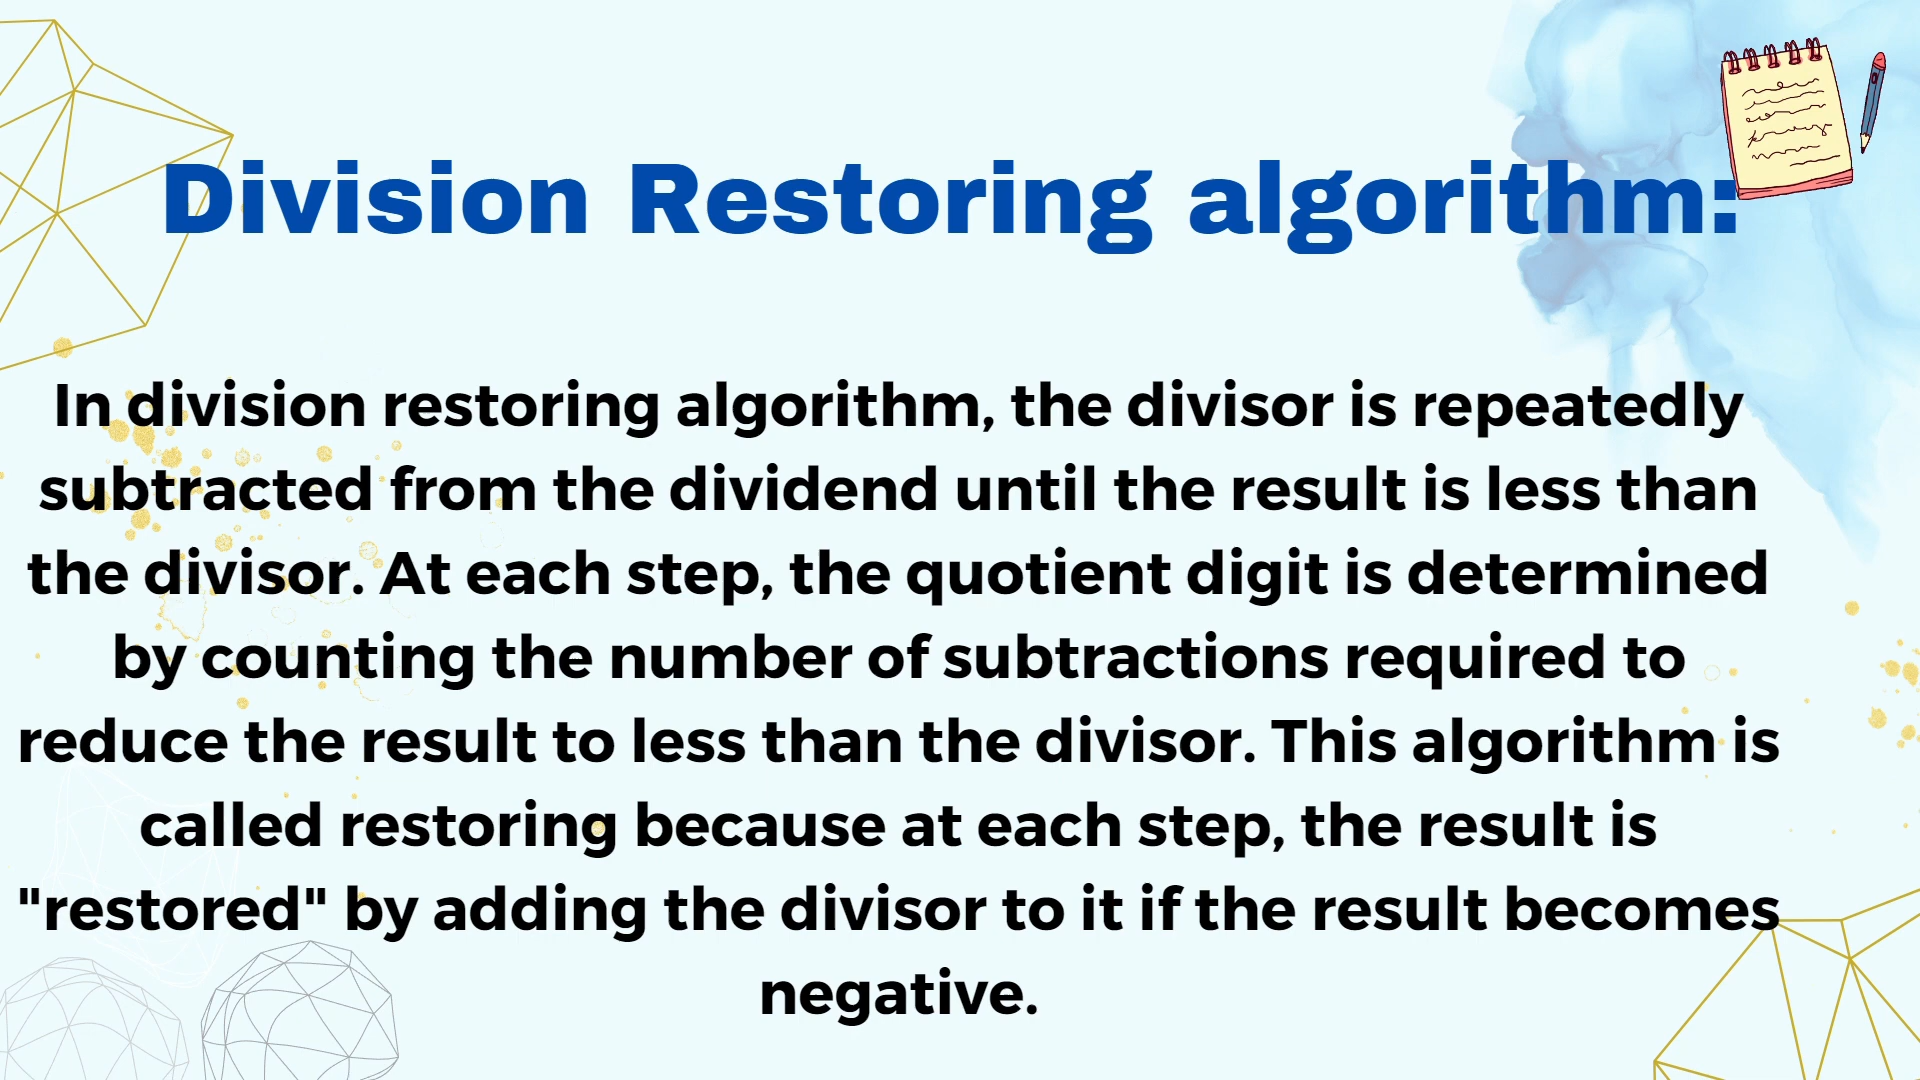 Division Restoring algorithm:
In division restoring algorithm, the divisor is repeatedly
subtracted from the dividend until the result is less than
the divisor. At each step, the quotient digit is determined
by counting the number of subtractions required to
reduce the result to less than the divisor. This algorithm is
called restoring because at each step, the result is
"restored" by adding the divisor to it if the result becomes
negative.